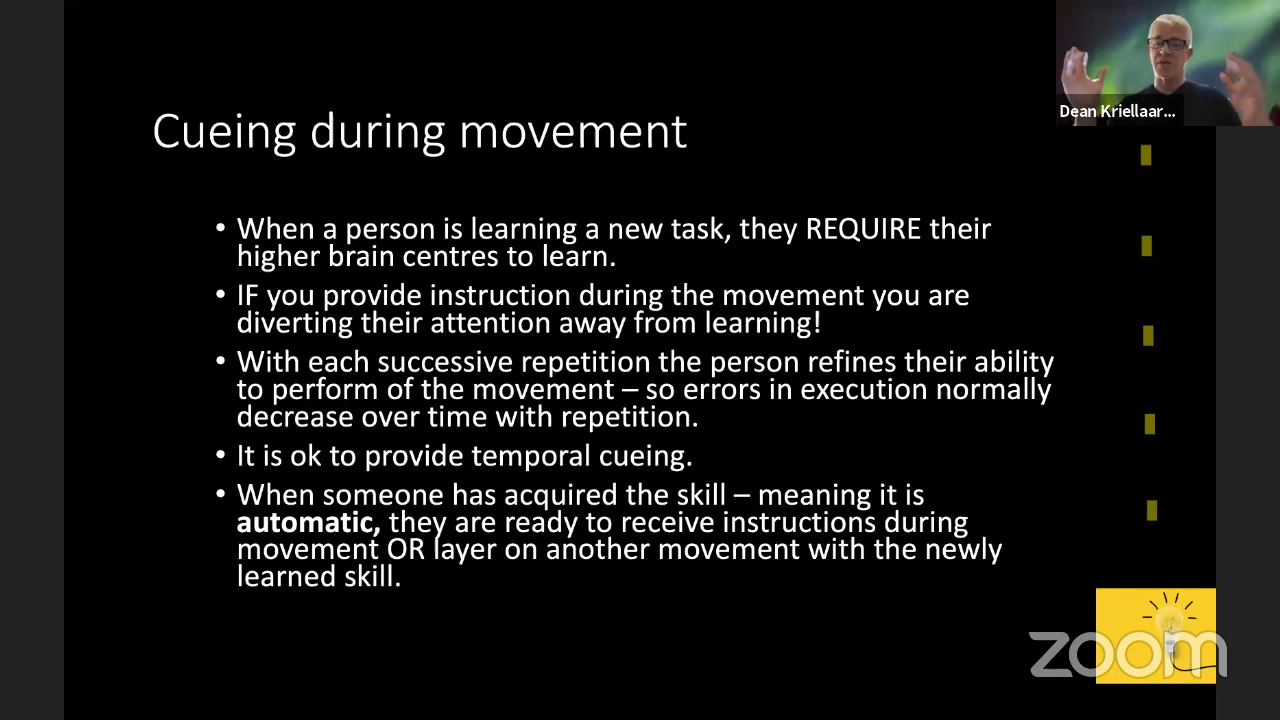 Dean Kriellaar...
Cueing during movement
• When a person is learning a new task, they REQUIRE their
higher brain centres to learn.
• IF you provide instruction during the movement you are
diverting their attention away from learning!
• With each successive repetition the person refines their ability
to perform of the movement – so errors in execution normally
decrease over time with repetition.
• It is ok to provide temporal cueing.
• When someone has acquired the skill – meaning it is
automatic, they are ready to receive instructions during
movement OR layer on another movement with the newly
learned skill.
zoom